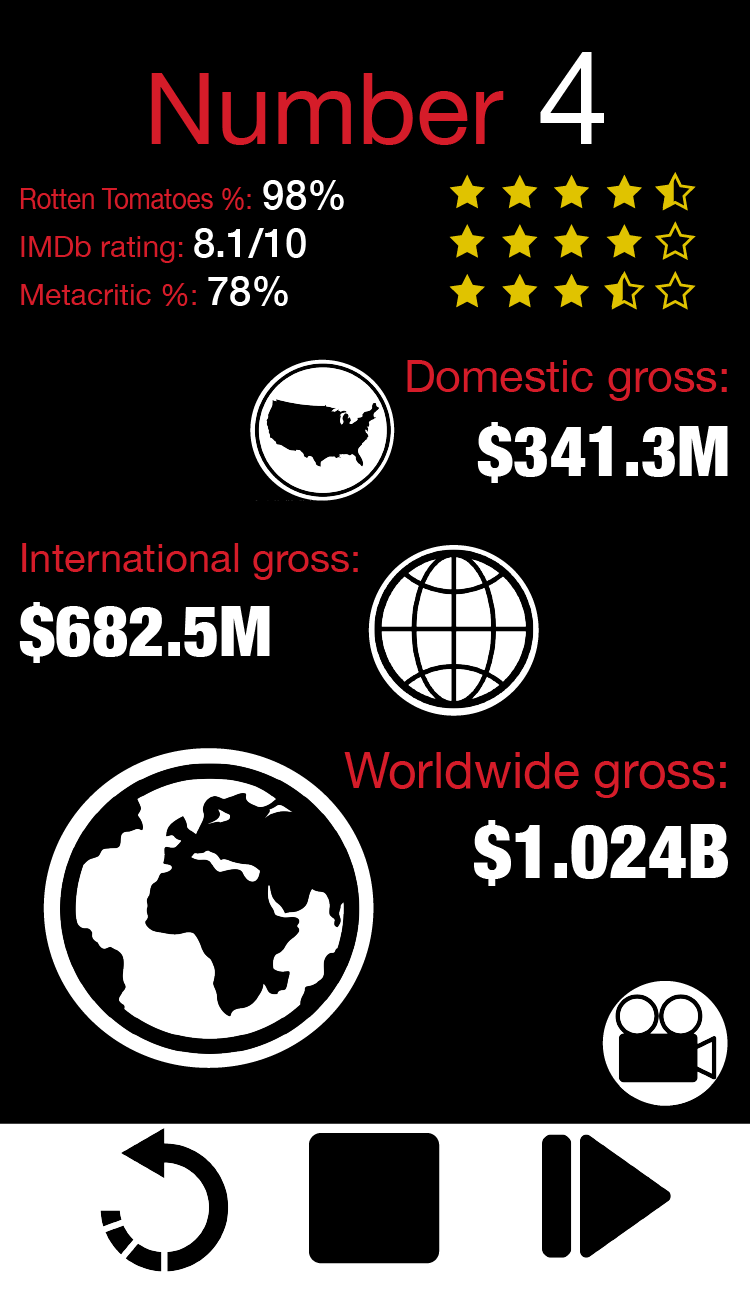 Number 4
Rotten Tomatoes %: 98%
IMDb rating: 8.1/10
Metacritic %: 78%
Domestic gross:
$341.3M
International gross:
$682.5M
Worldwide gross:
$1.024B